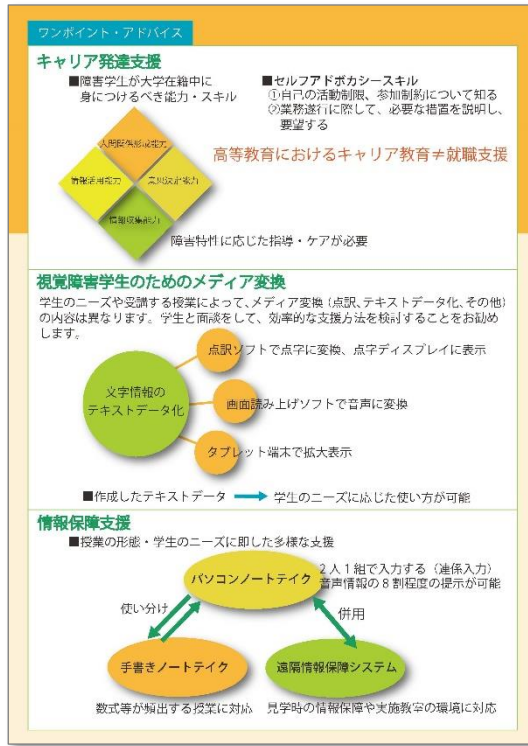 ワンポイント・アドバイス
キャリア発達支援
■障害学生が大学在籍中に
身につけるべき能力・スキル
人間関係形成能力
情報活用能力
意思決定能力
情報収集能力
■セルフアドボカシースキル
①自己の活動制限、参加制約について知る
②業務遂行に際して、必要な措置を説明し、
要望する
高等教育におけるキャリア教育≠就職支援
障害特性に応じた指導・ケアが必要
視覚障害学生のためのメディア変換
学生のニーズや受講する授業によって、メディア変換（点訳、テキストデータ化、その他）
の内容は異なります。学生と面談をして、効率的な支援方法を検討することをお勧め
します。
文字情報の
テキストデータ化
点訳ソフトで点字に変換、点字ディスプレイに表示
画面読み上げソフトで音声に変換
タブレット端末で拡大表示
■作成したテキストデータ
学生のニーズに応じた使い方が可能
情報保障支援
■授業の形態・学生のニーズに即した多様な支援
パソコンノートテイク
2人1組で入力する（連係入力）
音声情報の8割程度の提示が可能
使い分け
併用
手書きノートテイク
遠隔情報保障システム
数式等が頻出する授業に対応
見学時の情報保障や実施教室の環境に対応